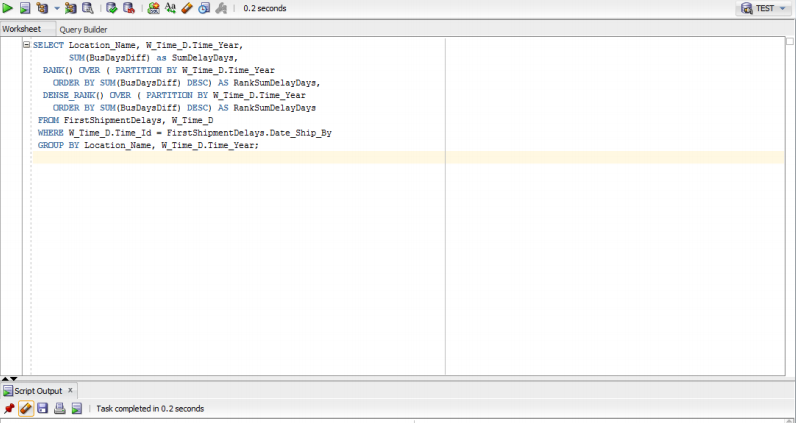 0.2 seconds
TEST
Worksheet Query Builder
SELECT Location_Name, W_Time_D.Time_Year,
SUM(BusDaysDiff) as SumDelayDays,
RANK() OVER ( PARTITION BY W_Time_D.Time_Year
ORDER BY SUM(BusDaysDiff) DESC) AS RankSumDelayDays,
DENSE_RANK() OVER ( PARTITION BY W_Time_D.Time_Year
ORDER BY SUM(BusDaysDiff) DESC) AS RankSumDelayDays
FROM FirstShipmentDelays, W_Time_D
WHERE W_Time_D.Time_Id = FirstShipmentDelays.Date_Ship_By
GROUP BY Location_Name, W_Time_D.Time_Year;
Script Output x
Task completed in 0.2 seconds